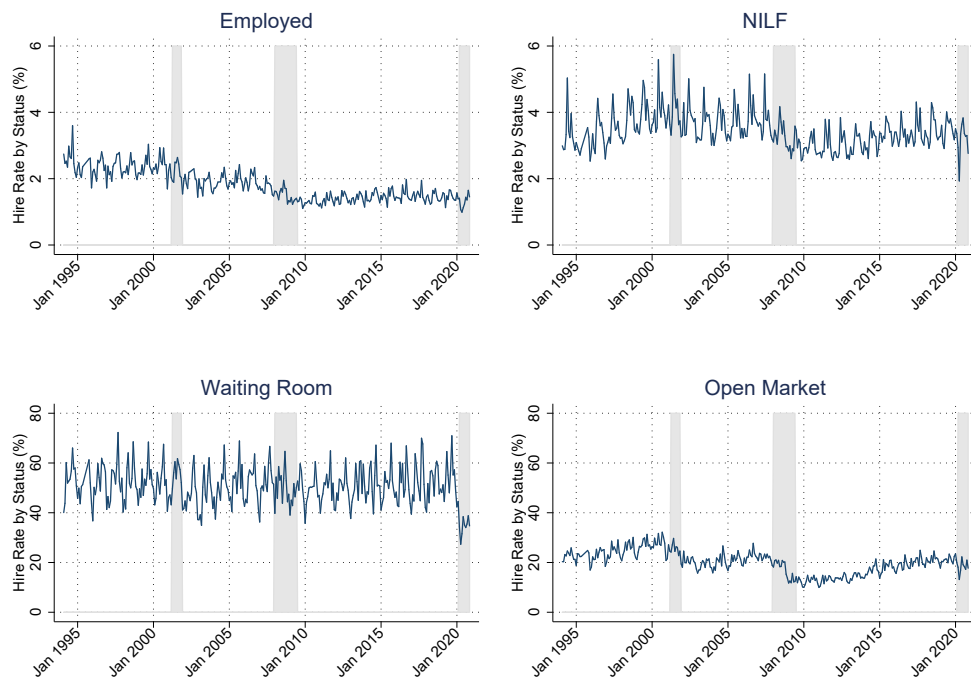 Employed
Hire Rate by Status (%)
6
4
2
0
Jan 1995
Jan 2000
Jan 2005
Jan 2010
Jan 2015
Jan 2020
NILF
Hire Rate by Status (%)
6
4
2
0
Jan 1995
Jan 2000
Jan 2005
Jan 2010
Jan 2015
Jan 2020
Waiting Room
Hire Rate by Status (%)
80
60
40
20
0
Jan 1995
Jan 2000
Jan 2005
Jan 2010
Jan 2015
Jan 2020
Open Market
Hire Rate by Status (%)
80
60
40
20
0
Jan 1995
Jan 2000
Jan 2005
Jan 2010
Jan 2015
Jan 2020